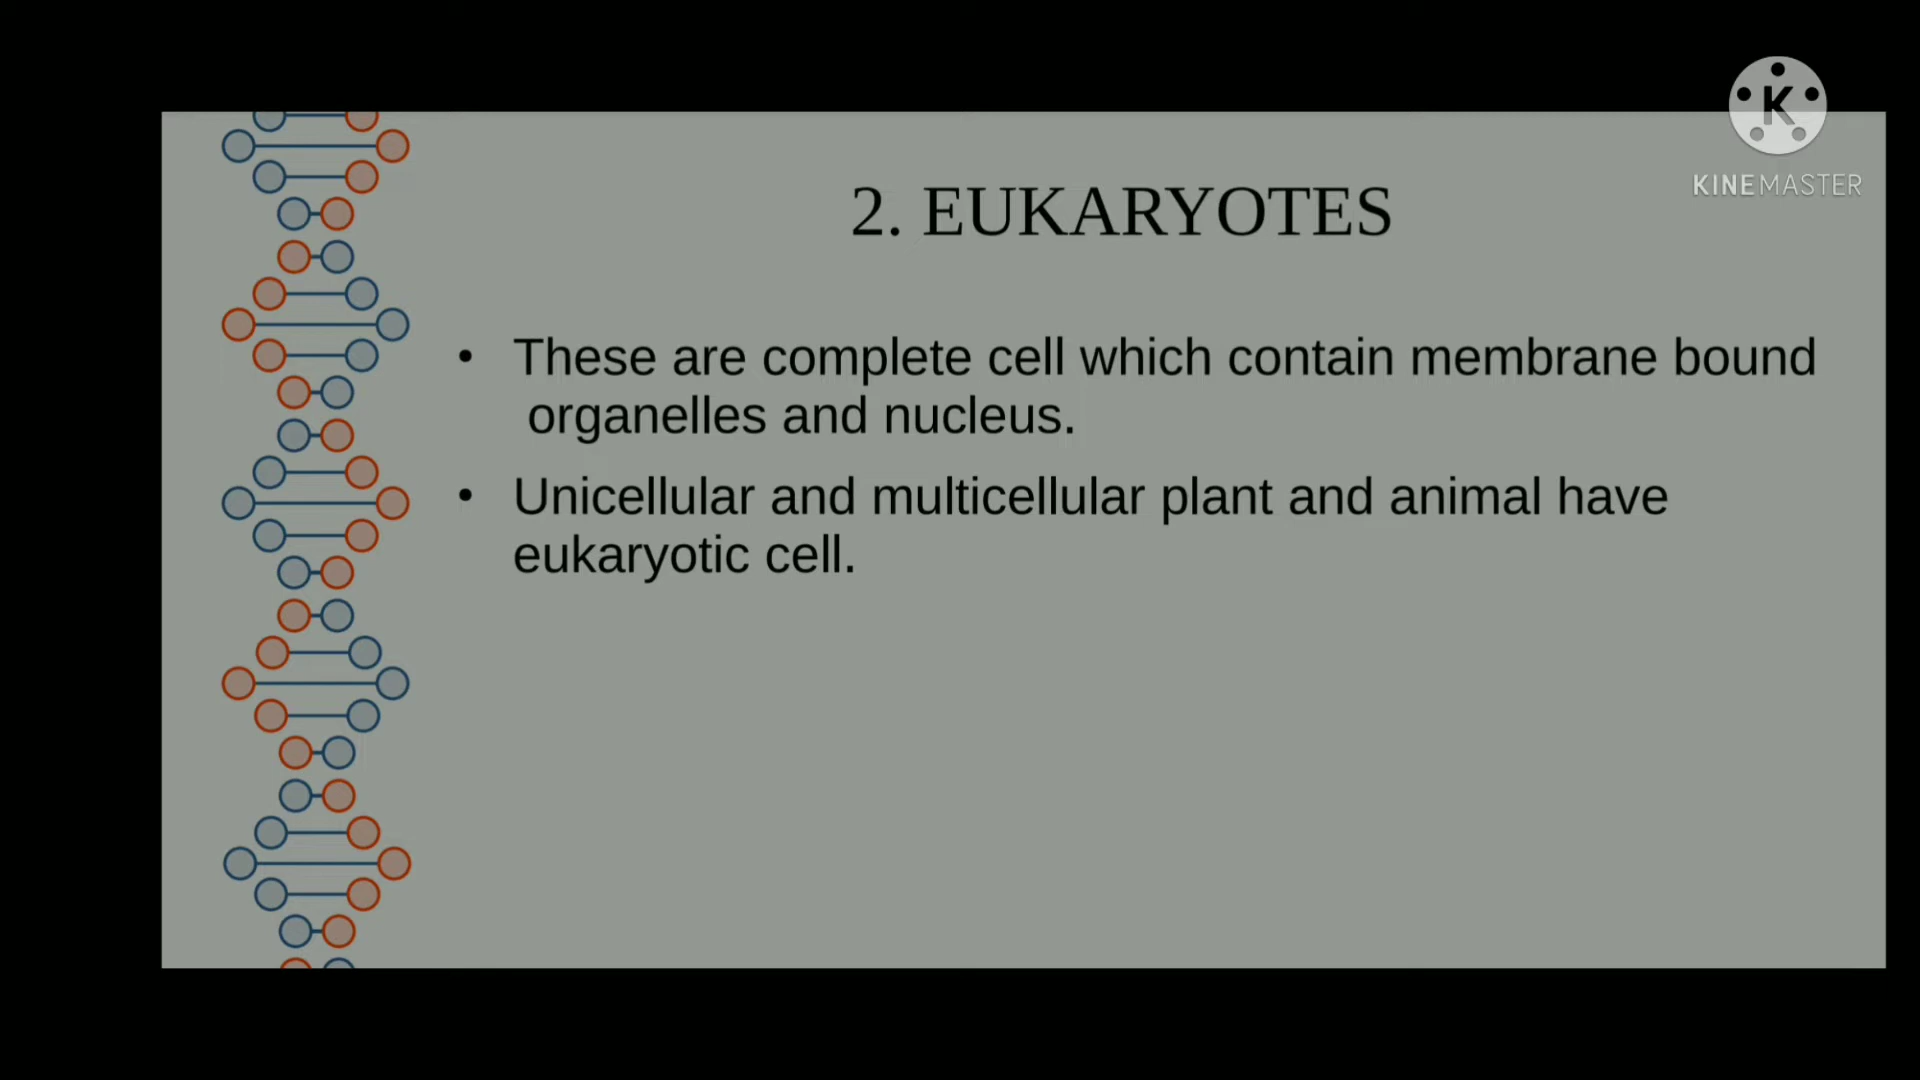 K
KINEMASTER
2. EUKARYOTES
• These are complete cell which contain membrane bound
organelles and nucleus.
• Unicellular and multicellular plant and animal have
eukaryotic cell.